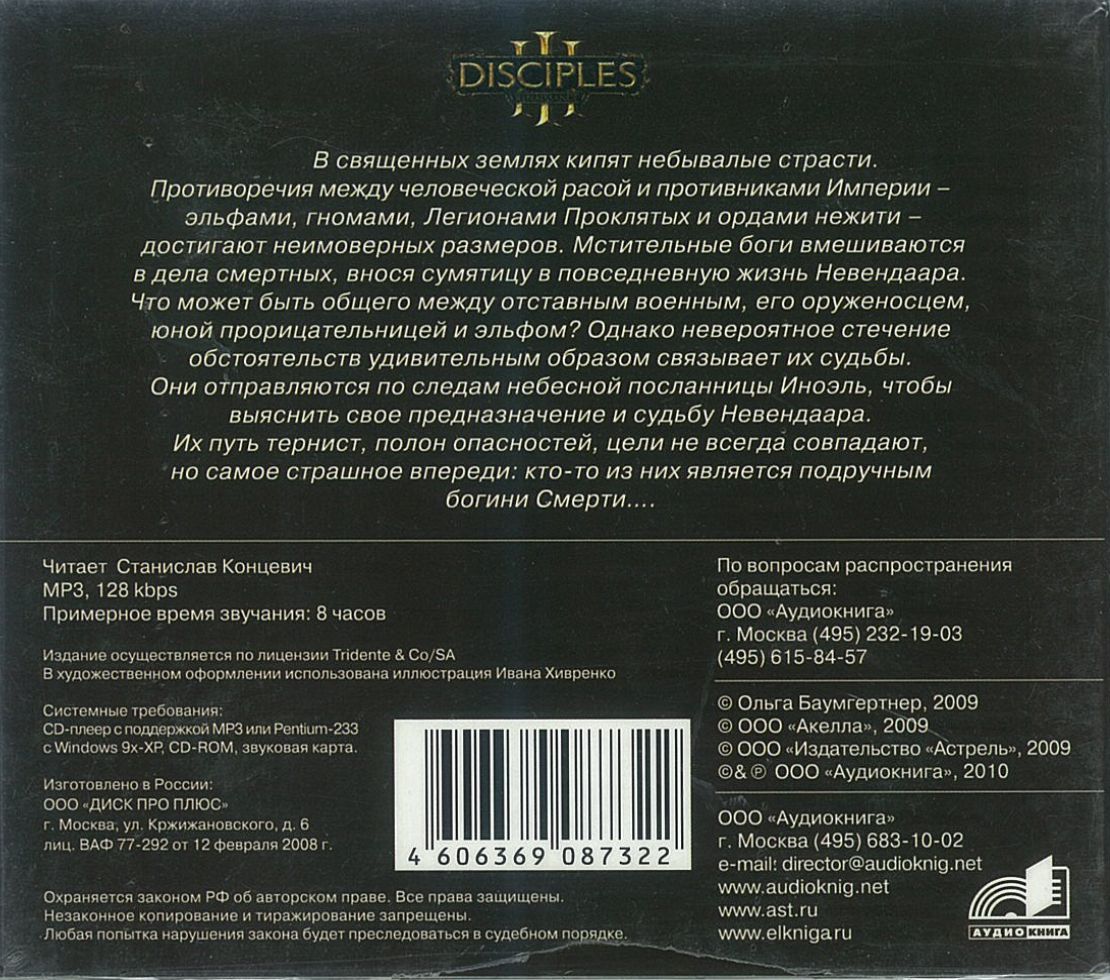 DISCIPLES
III
В священных землях кипят небывалые страсти.
Противоречия между человеческой расой и противниками Империи –
эльфами, гномами, Легионами Проклятых и ордами нежити –
достигают неимоверных размеров. Мстительные боги вмешиваются
в дела смертных, внося сумятицу в повседневную жизнь Невендаара.
Что может быть общего между отставным военным, его оруженосцем,
юной прорицательницей и эльфом? Однако невероятное стечение
обстоятельств удивительным образом связывает их судьбы.
Они отправляются по следам небесной посланницы Иноэль, чтобы
выяснить свое предназначение и судьбу Невендаара.
Их путь тернист, полон опасностей, цели не всегда совпадают,
но самое страшное впереди: кто-то из них является подручным
богини Смерти....
Читает Станислав Концевич
MP3, 128 kbps
Примерное время звучания: 8 часов
Издание осуществляется по лицензии Tridente & Co/SA
В художественном оформлении использована иллюстрация Ивана Хивренко
Системные требования:
CD-плеер с поддержкой MP3 или Pentium-233
с Windows 9x-XP, CD-ROM, звуковая карта.
Изготовлено в России:
ООО «ДИСК ПРО ПЛЮС»
г. Москва, ул. Кржижановского, д. 6
лиц. ВАФ 77-292 от 12 февраля 2008 г.
Охраняется законом РФ об авторском праве. Все права защищены.
Незаконное копирование и тиражирование запрещены.
Любая попытка нарушения закона будет преследоваться в судебном порядке.
4 606369 087322
По вопросам распространения
обращаться:
ООО «Аудиокнига»
г. Москва (495) 232-19-03
(495) 615-84-57
© Ольга Баумгертнер, 2009
© ООО «Акелла», 2009
© ООО «Издательство «Астрель», 2009
©& ℗ ООО «Аудиокнига», 2010
ООО «Аудиокнига»
г. Москва (495) 683-10-02
e-mail: director@audioknig.net
www.audioknig.net
www.ast.ru
www.elkniga.ru
АУДИОКНИГА